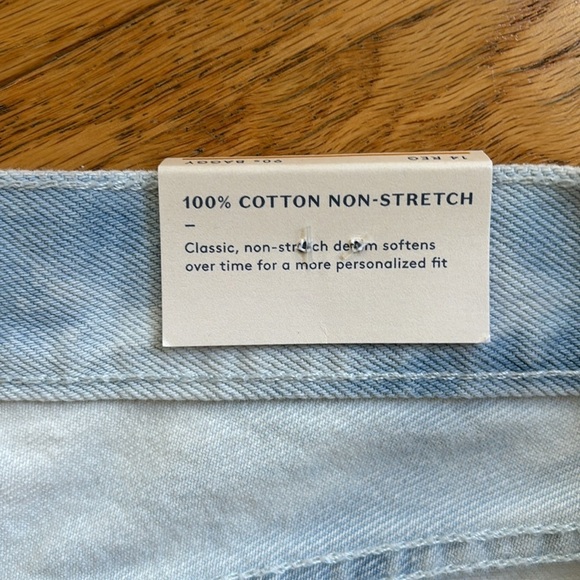 90s BAGGY 14 REG
100% COTTON NON-STRETCH
–
Classic, non-stretch denim softens
over time for a more personalized fit